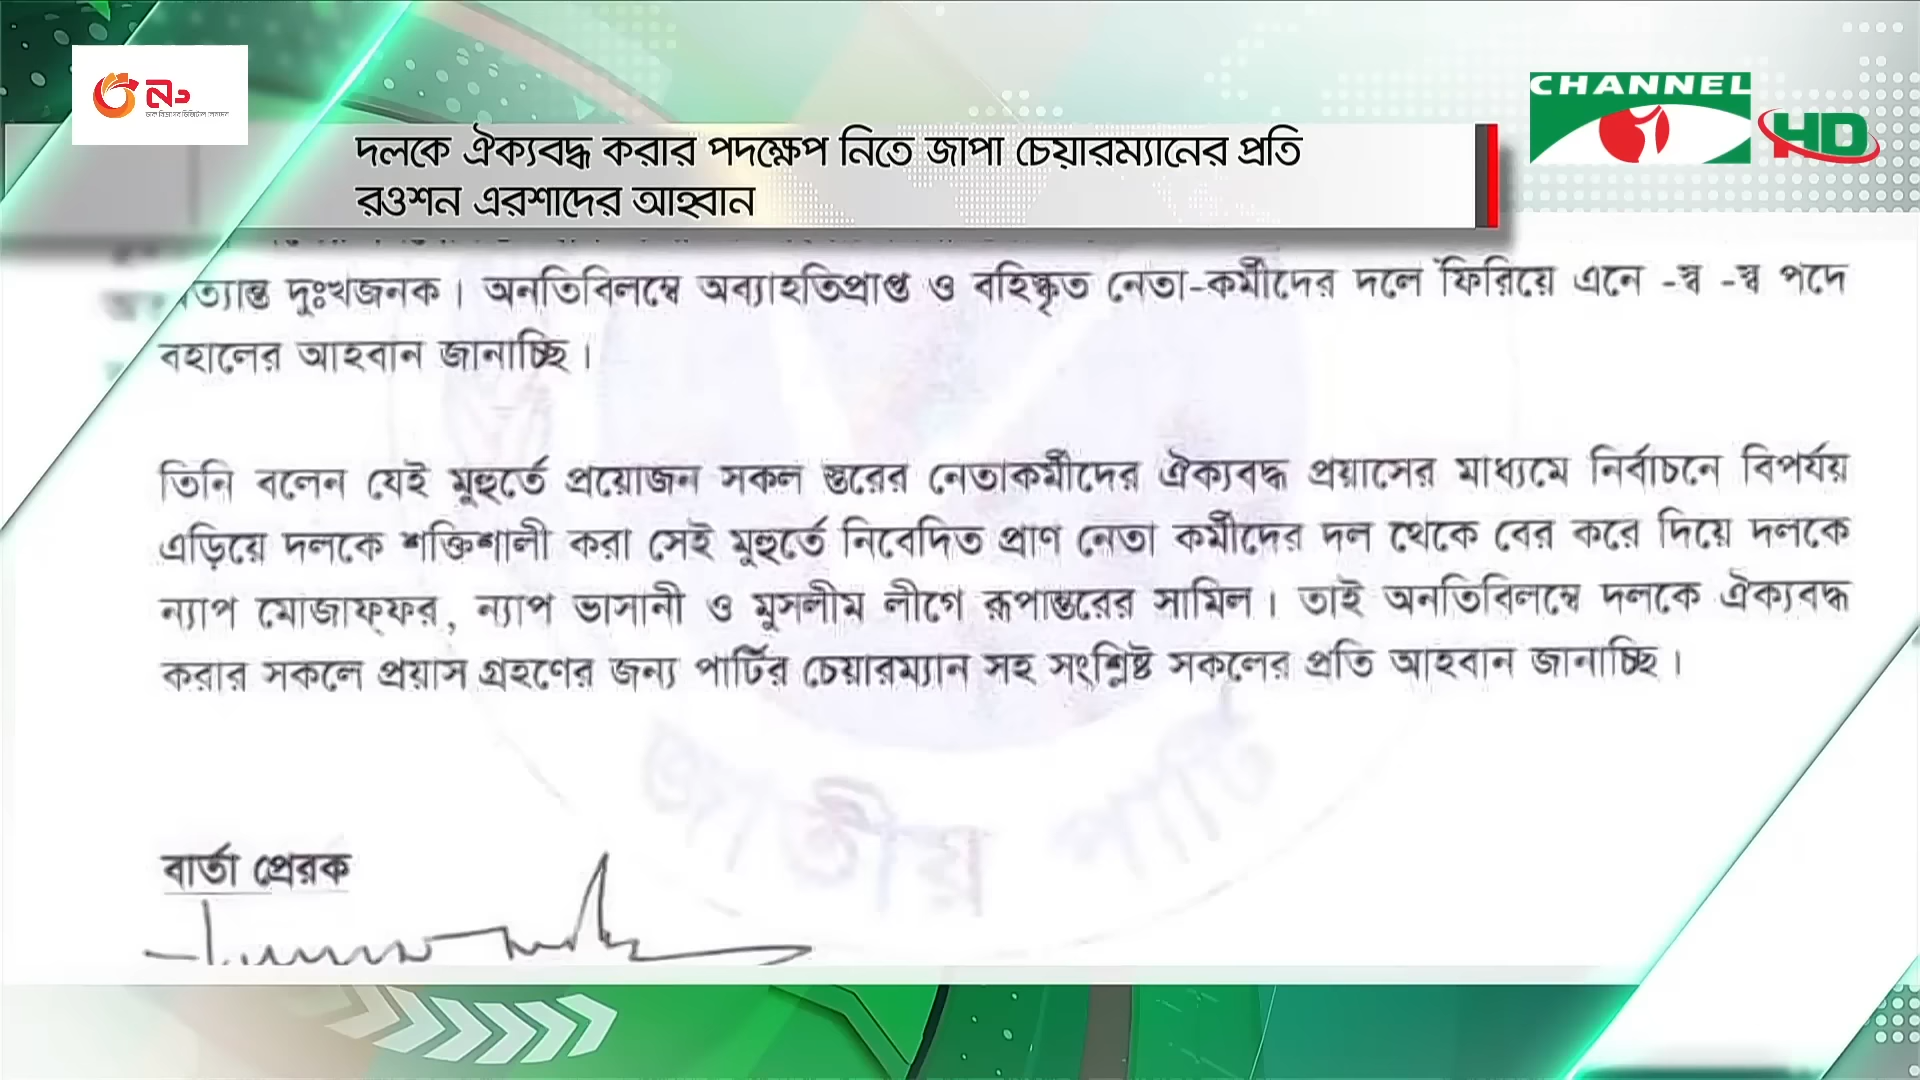 নগদ
CHANNEL
HD
দলকে ঐক্যবদ্ধ করার পদক্ষেপ নিতে জাপা চেয়ারম্যানের প্রতি
রওশন এরশাদের আহ্বান
দুঃখজনক। অনতিবিলম্বে অব্যাহতিপ্রাপ্ত ও বহিষ্কৃত নেতা-কর্মীদের দলে ফিরিয়ে এনে -স্ব -স্ব পদে
বহালের আহবান জানাচ্ছি।
তিনি বলেন যেই মুহুর্তে প্রয়োজন সকল স্তরের নেতাকর্মীদের ঐক্যবদ্ধ প্রয়াসের মাধ্যমে নির্বাচনে বিপর্যয়
এড়িয়ে দলকে শক্তিশালী করা সেই মুহুর্তে নিবেদিত প্রাণ নেতা কর্মীদের দল থেকে বের করে দিয়ে দলকে
ন্যাপ মোজাফ্ফর, ন্যাপ ভাসানী ও মুসলীম লীগে রূপান্তরের সামিল। তাই অনতিবিলম্বে দলকে ঐক্যবদ্ধ
করার সকলে প্রয়াস গ্রহণের জন্য পার্টির চেয়ারম্যান সহ সংশ্লিষ্ট সকলের প্রতি আহবান জানাচ্ছি।
জাতীয় পার্টি
বার্তা প্রেরক